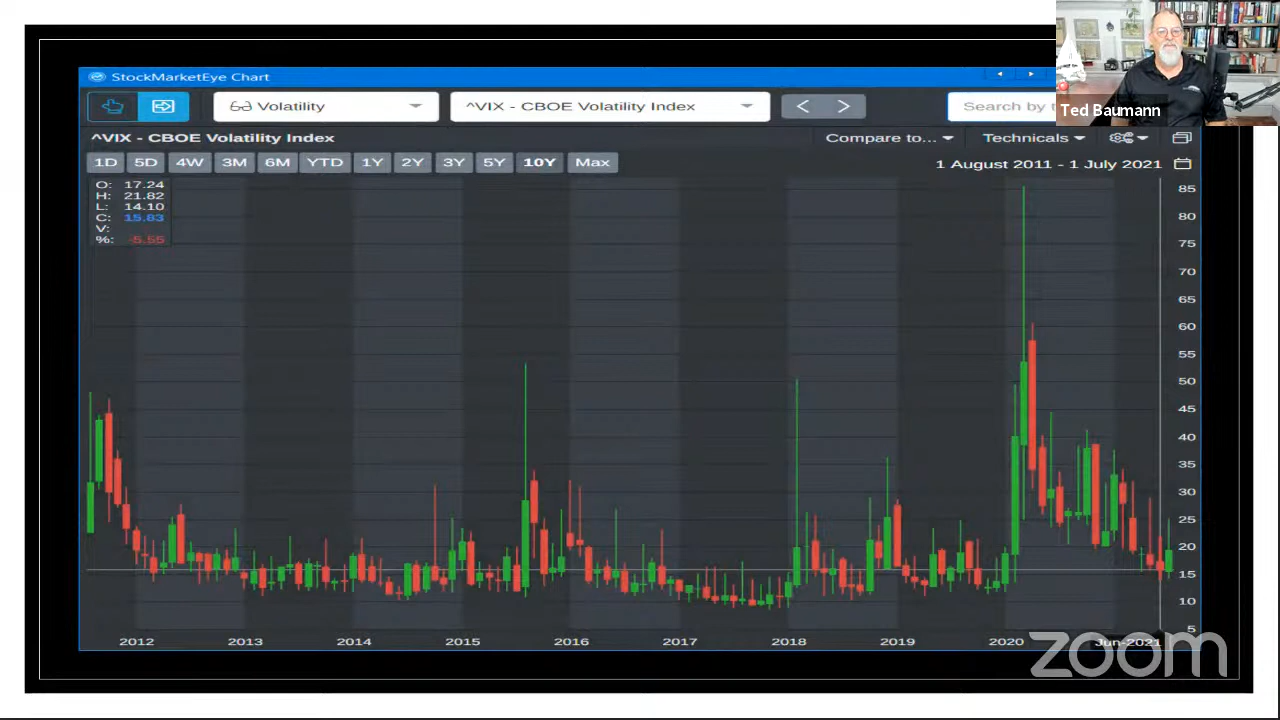 StockMarketEye Chart
Volatility
^VIX - CBOE Volatility Index
Search by t
Ted Baumann
^VIX - CBOE Volatility Index
Compare to...
Technicals
1D 5D 4W 3M 6M YTD 1Y 2Y 3Y 5Y 10Y Max
1 August 2011 - 1 July 2021
O: 17.24
H: 21.82
L: 14.10
C: 15.83
V:
%: -5.55
85
80
75
70
65
60
55
50
45
40
35
30
25
20
15
10
5
2012 2013 2014 2015 2016 2017 2018 2019 2020 Jun-2021
zoom